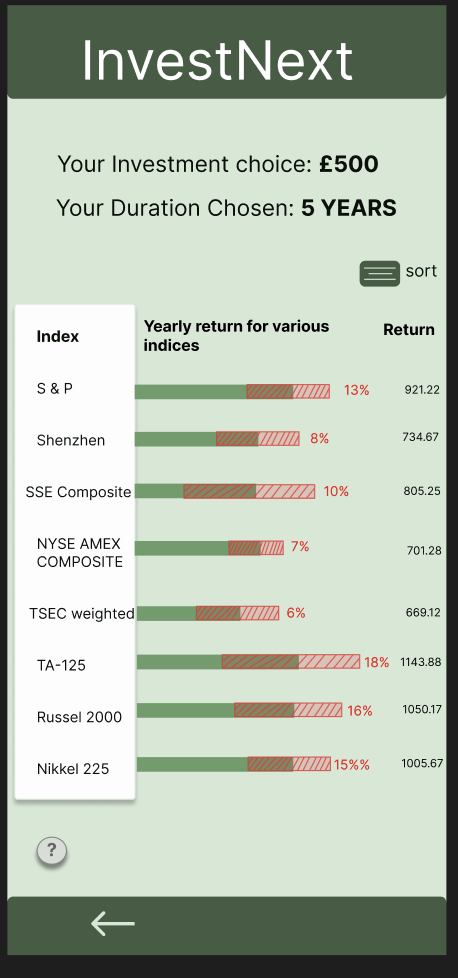 InvestNext
Your Investment choice: £500
Your Duration Chosen: 5 YEARS
sort
Index
Yearly return for various
indices
Return
S & P
13%
921.22
Shenzhen
8%
734.67
SSE Composite
10%
805.25
NYSE AMEX
COMPOSITE
7%
701.28
TSEC weighted
6%
669.12
TA-125
18%
1143.88
Russel 2000
16%
1050.17
Nikkel 225
15%%
1005.67
?